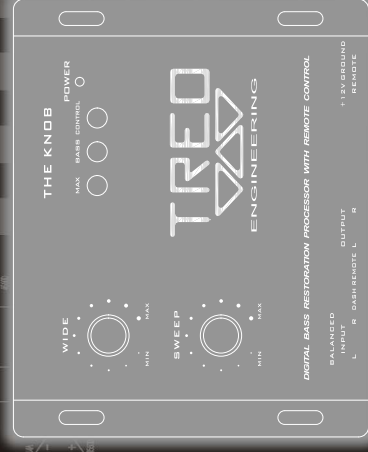 THE KNOB
POWER
MAX BASS CONTROL
TREO
ENGINEERING
WIDE
MIN MAX
SWEEP
MIN MAX
DIGITAL BASS RESTORATION PROCESSOR WITH REMOTE CONTROL
BALANCED
INPUT OUTPUT +12V GROUND
L R DASH REMOTE L R REMOTE